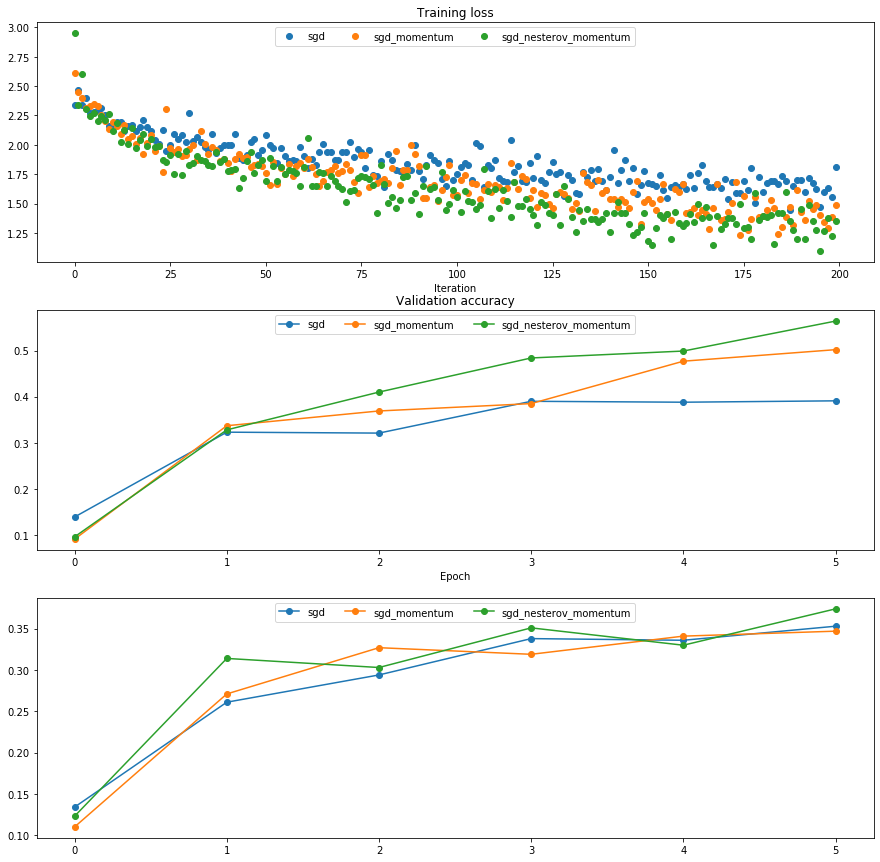 Training loss
sgd sgd_momentum sgd_nesterov_momentum
3.00
2.75
2.50
2.25
2.00
1.75
1.50
1.25
0 25 50 75 100 125 150 175 200
Iteration
Validation accuracy
sgd sgd_momentum sgd_nesterov_momentum
0.5
0.4
0.3
0.2
0.1
0 1 2 3 4 5
Epoch
sgd sgd_momentum sgd_nesterov_momentum
0.35
0.30
0.25
0.20
0.15
0.10
0 1 2 3 4 5